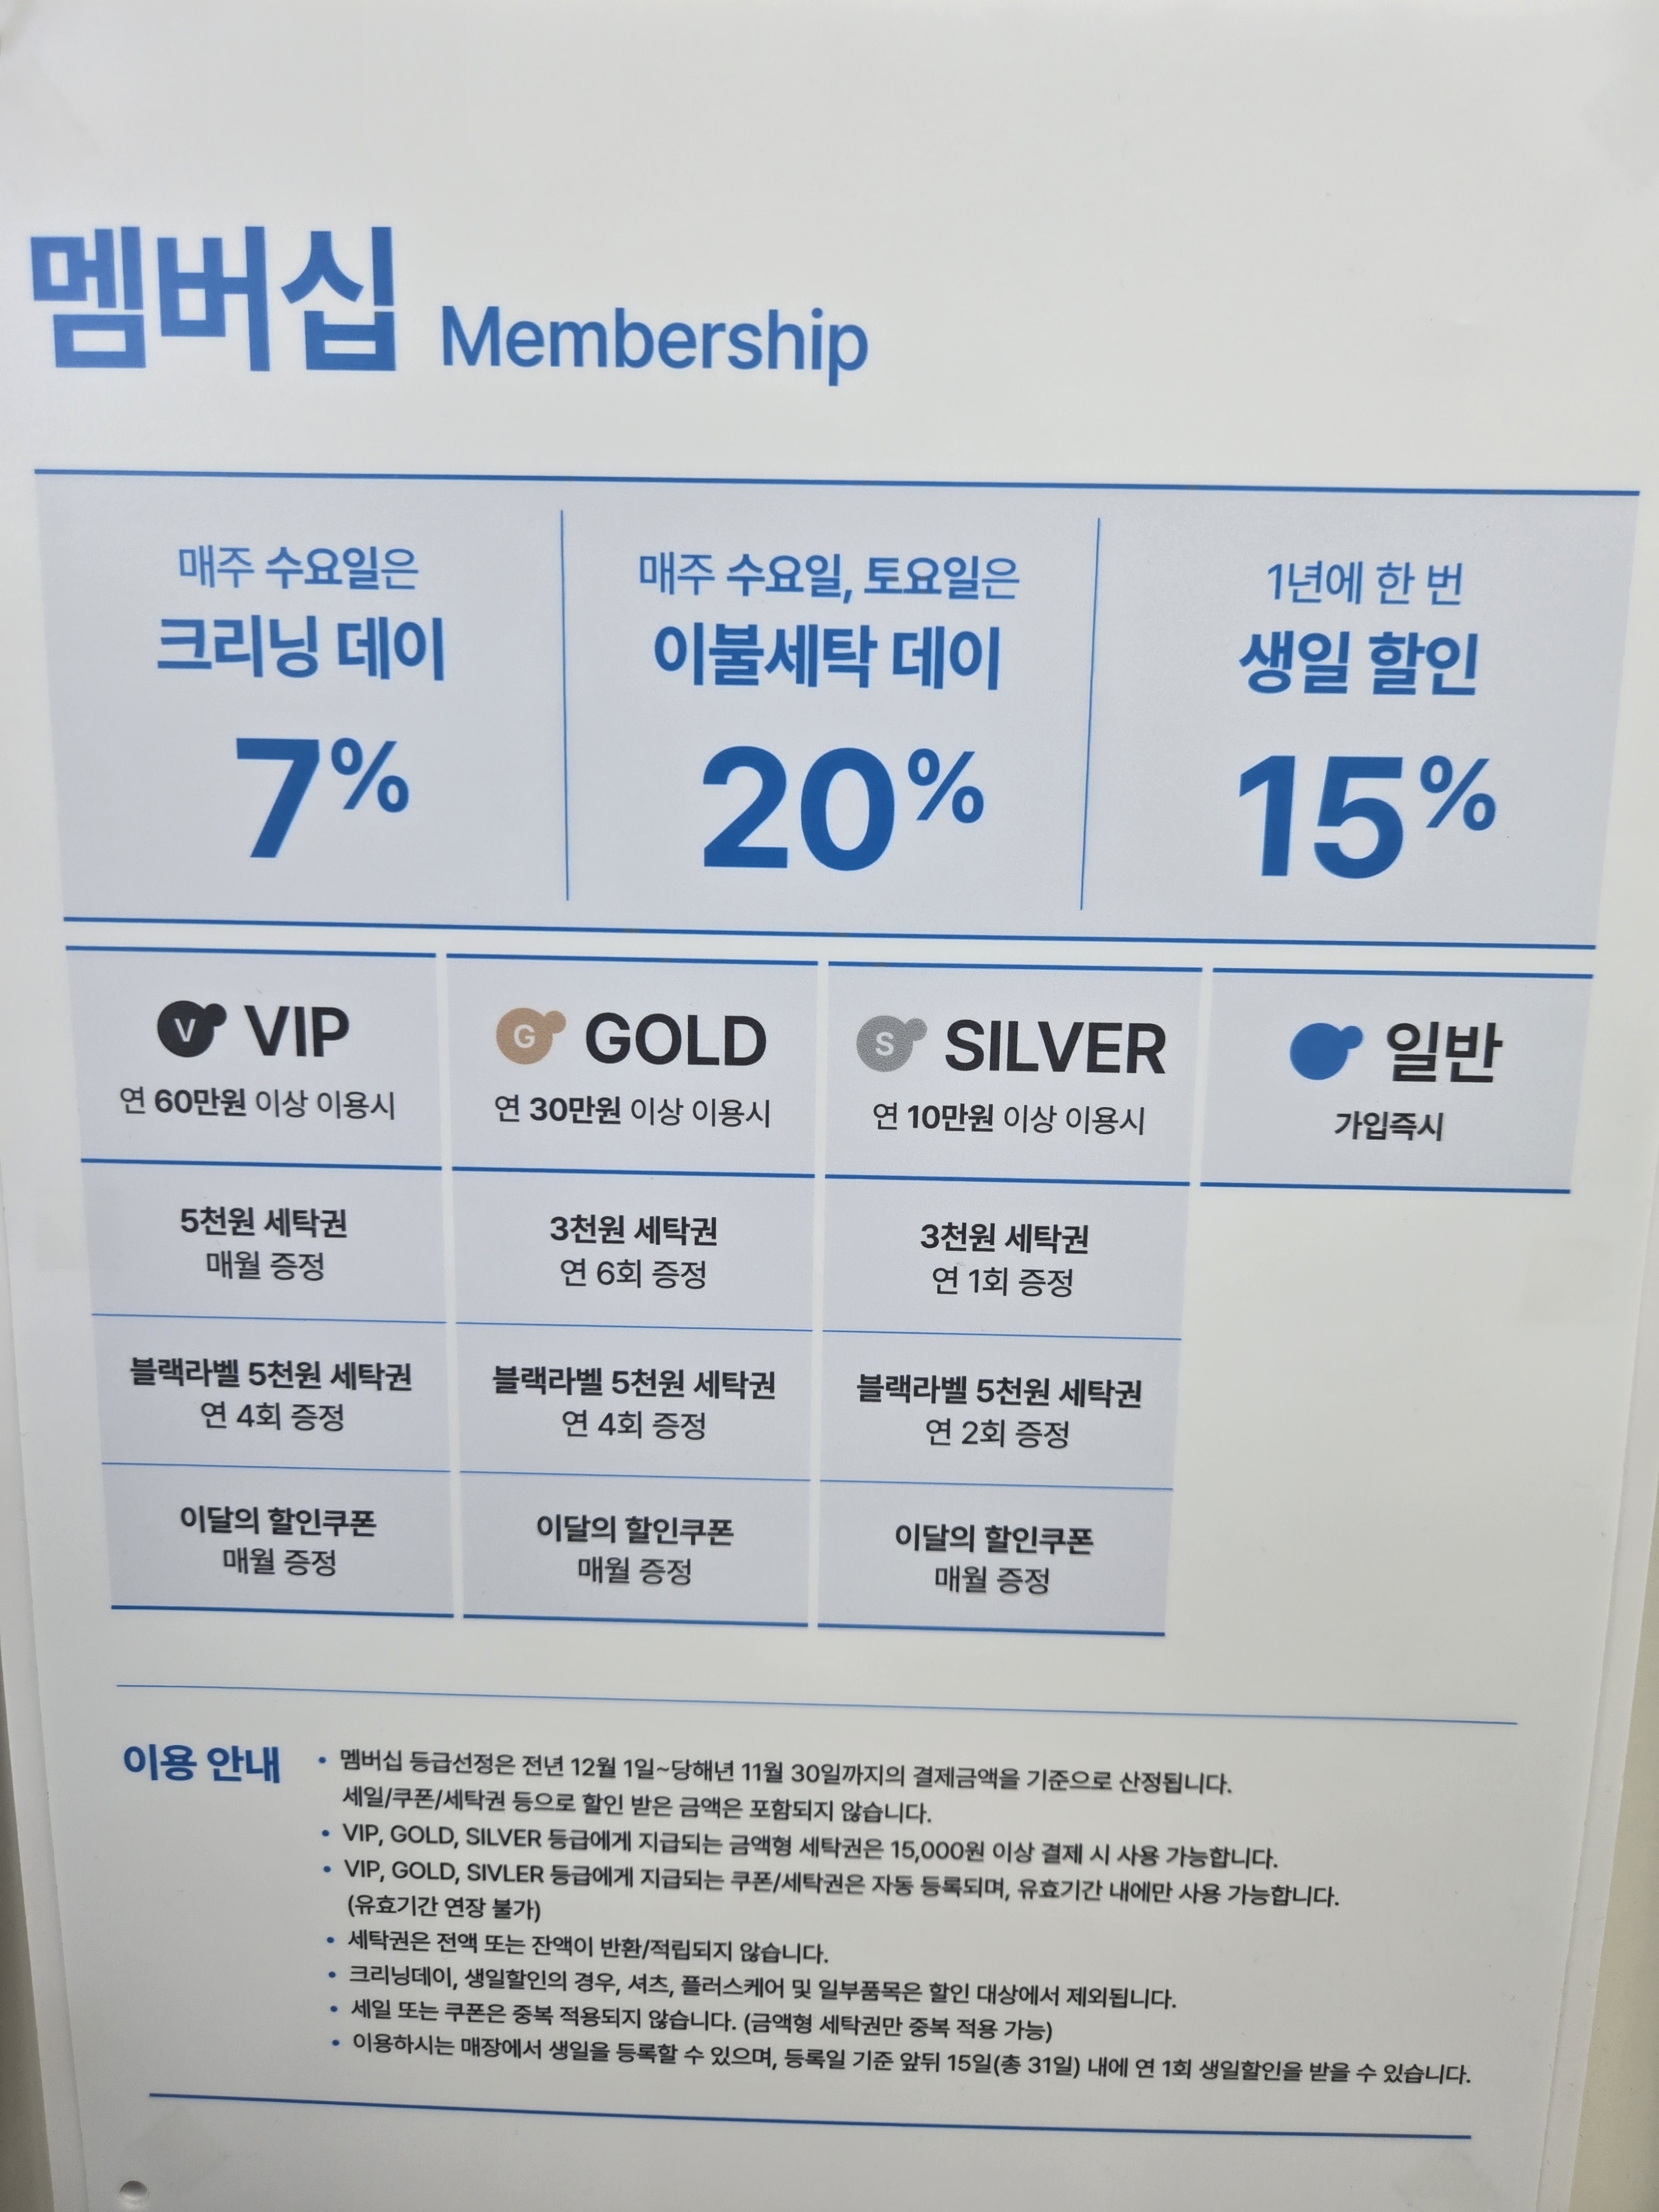 멤버십 Membership
매주 수요일은
크리닝 데이
7%
매주 수요일, 토요일은
이불세탁 데이
20%
1년에 한 번
생일 할인
15%
V VIP
연 60만원 이상 이용시
5천원 세탁권
매월 증정
블랙라벨 5천원 세탁권
연 4회 증정
이달의 할인쿠폰
매월 증정
G GOLD
연 30만원 이상 이용시
3천원 세탁권
연 6회 증정
블랙라벨 5천원 세탁권
연 4회 증정
이달의 할인쿠폰
매월 증정
S SILVER
연 10만원 이상 이용시
3천원 세탁권
연 1회 증정
블랙라벨 5천원 세탁권
연 2회 증정
이달의 할인쿠폰
매월 증정
일반
가입즉시
이용 안내
• 멤버십 등급선정은 전년 12월 1일~당해년 11월 30일까지의 결제금액을 기준으로 산정됩니다.
세일/쿠폰/세탁권 등으로 할인 받은 금액은 포함되지 않습니다.
• VIP, GOLD, SILVER 등급에게 지급되는 금액형 세탁권은 15,000원 이상 결제 시 사용 가능합니다.
• VIP, GOLD, SIVLER 등급에게 지급되는 쿠폰/세탁권은 자동 등록되며, 유효기간 내에만 사용 가능합니다.
(유효기간 연장 불가)
• 세탁권은 전액 또는 잔액이 반환/적립되지 않습니다.
• 크리닝데이, 생일할인의 경우, 셔츠, 플러스케어 및 일부품목은 할인 대상에서 제외됩니다.
• 세일 또는 쿠폰은 중복 적용되지 않습니다. (금액형 세탁권만 중복 적용 가능)
• 이용하시는 매장에서 생일을 등록할 수 있으며, 등록일 기준 앞뒤 15일(총 31일) 내에 연 1회 생일할인을 받을 수 있습니다.